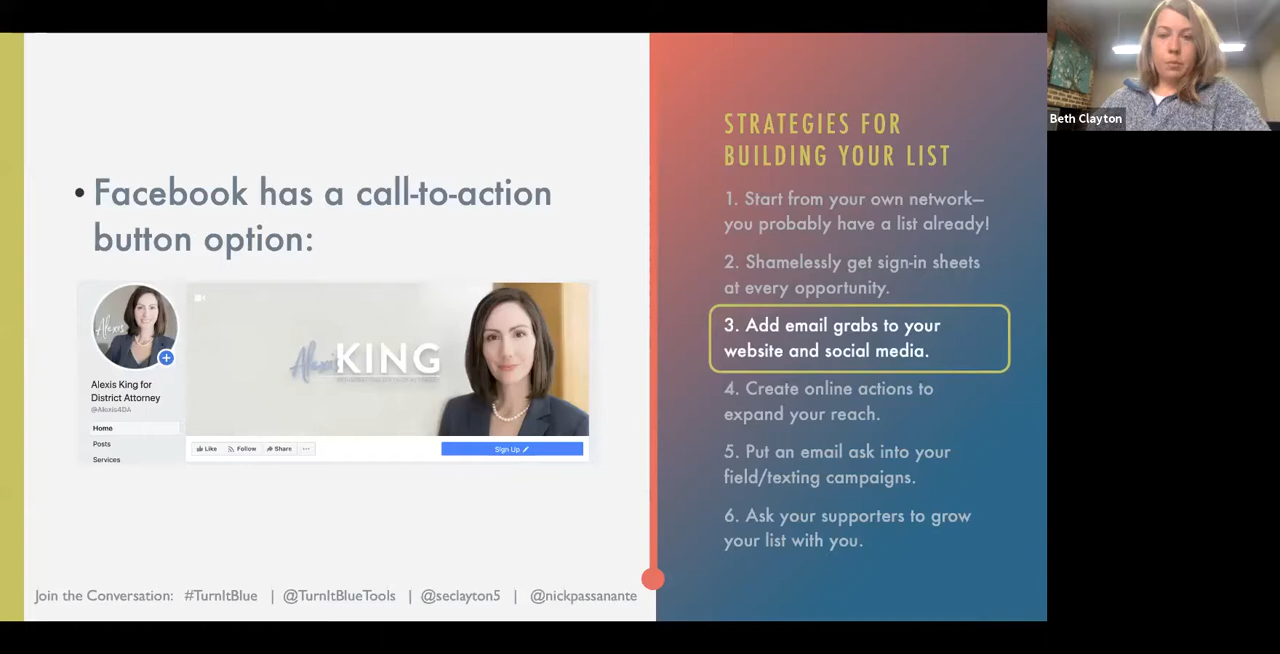 • Facebook has a call-to-action
button option:
Alexis
Alexis KING
Alexis King for
District Attorney
@Alexis4DA
Home
Posts
Services
Like
Follow
Share
...
Sign Up
STRATEGIES FOR
BUILDING YOUR LIST
1. Start from your own network—
you probably have a list already!
2. Shamelessly get sign-in sheets
at every opportunity.
3. Add email grabs to your
website and social media.
4. Create online actions to
expand your reach.
5. Put an email ask into your
field/texting campaigns.
6. Ask your supporters to grow
your list with you.
Join the Conversation: #TurnItBlue | @TurnItBlueTools | @seclayton5 | @nickpassanante
Beth Clayton